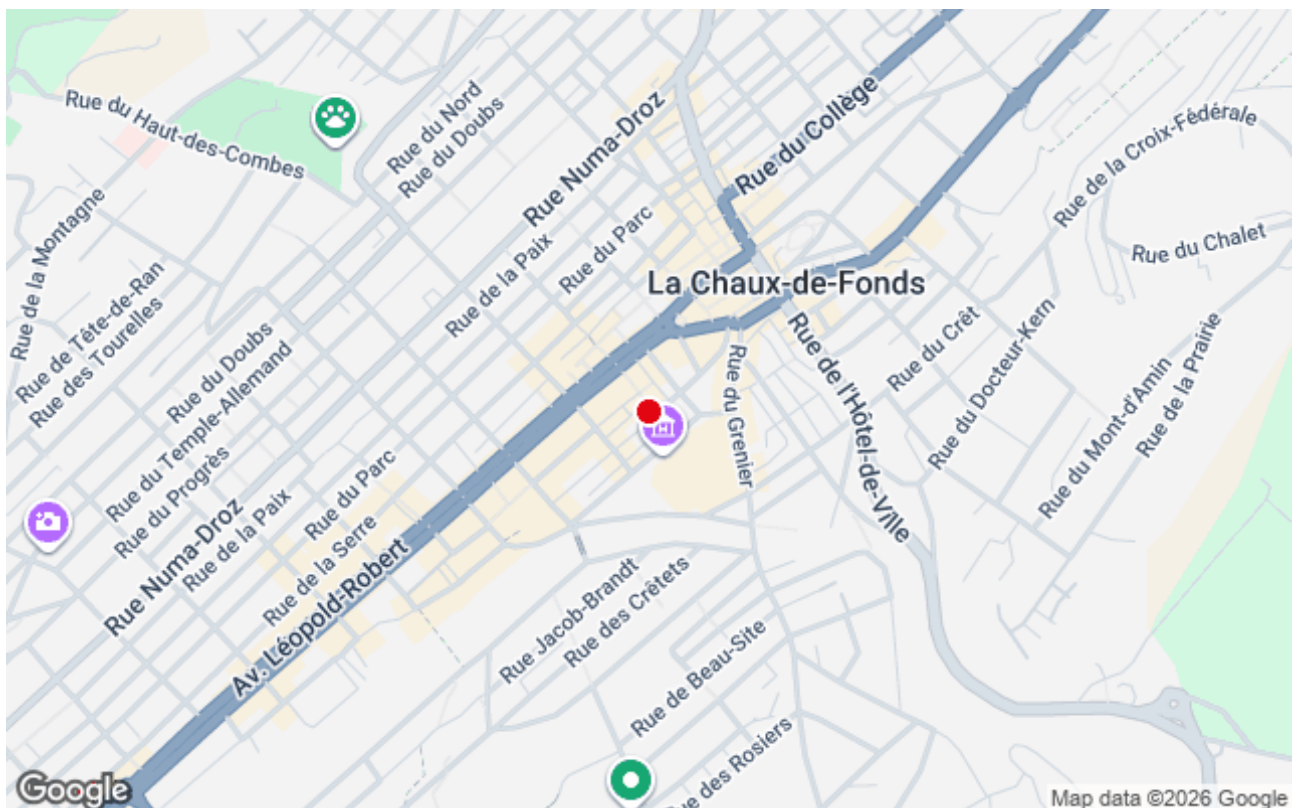 Rue du Haut-des-Combes
Rue du Nord
Rue du Doubs
Rue Numa-Droz
Rue du Collège
Rue de la Croix-Fédérale
Rue du Chalet
Rue de la Montagne
Rue de Tête-de-Ran
Rue des Tourelles
Rue de la Paix
Rue du Parc
La Chaux-de-Fonds
Rue du Doubs
Rue du Temple-Allemand
Rue du Progrès
Rue Numa-Droz
Rue de la Paix
Rue du Parc
Rue de la Serre
Av. Léopold-Robert
Rue du Grenier
Rue de l'Hôtel-de-Ville
Rue du Crêt
Rue du Docteur-Kern
Rue du Mont-d'Amin
Rue de la Prairie
Rue Jacob-Brandt
Rue des Crêtets
Rue de Beau-Site
Rue des Rosiers
H
Google
Map data ©2026 Google